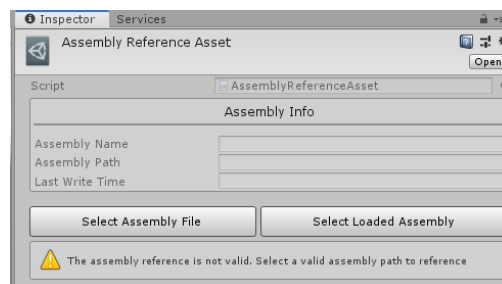 Inspector Services
Assembly Reference Asset
Open
Script AssemblyReferenceAsset
Assembly Info
Assembly Name
Assembly Path
Last Write Time
Select Assembly File Select Loaded Assembly
The assembly reference is not valid. Select a valid assembly path to reference